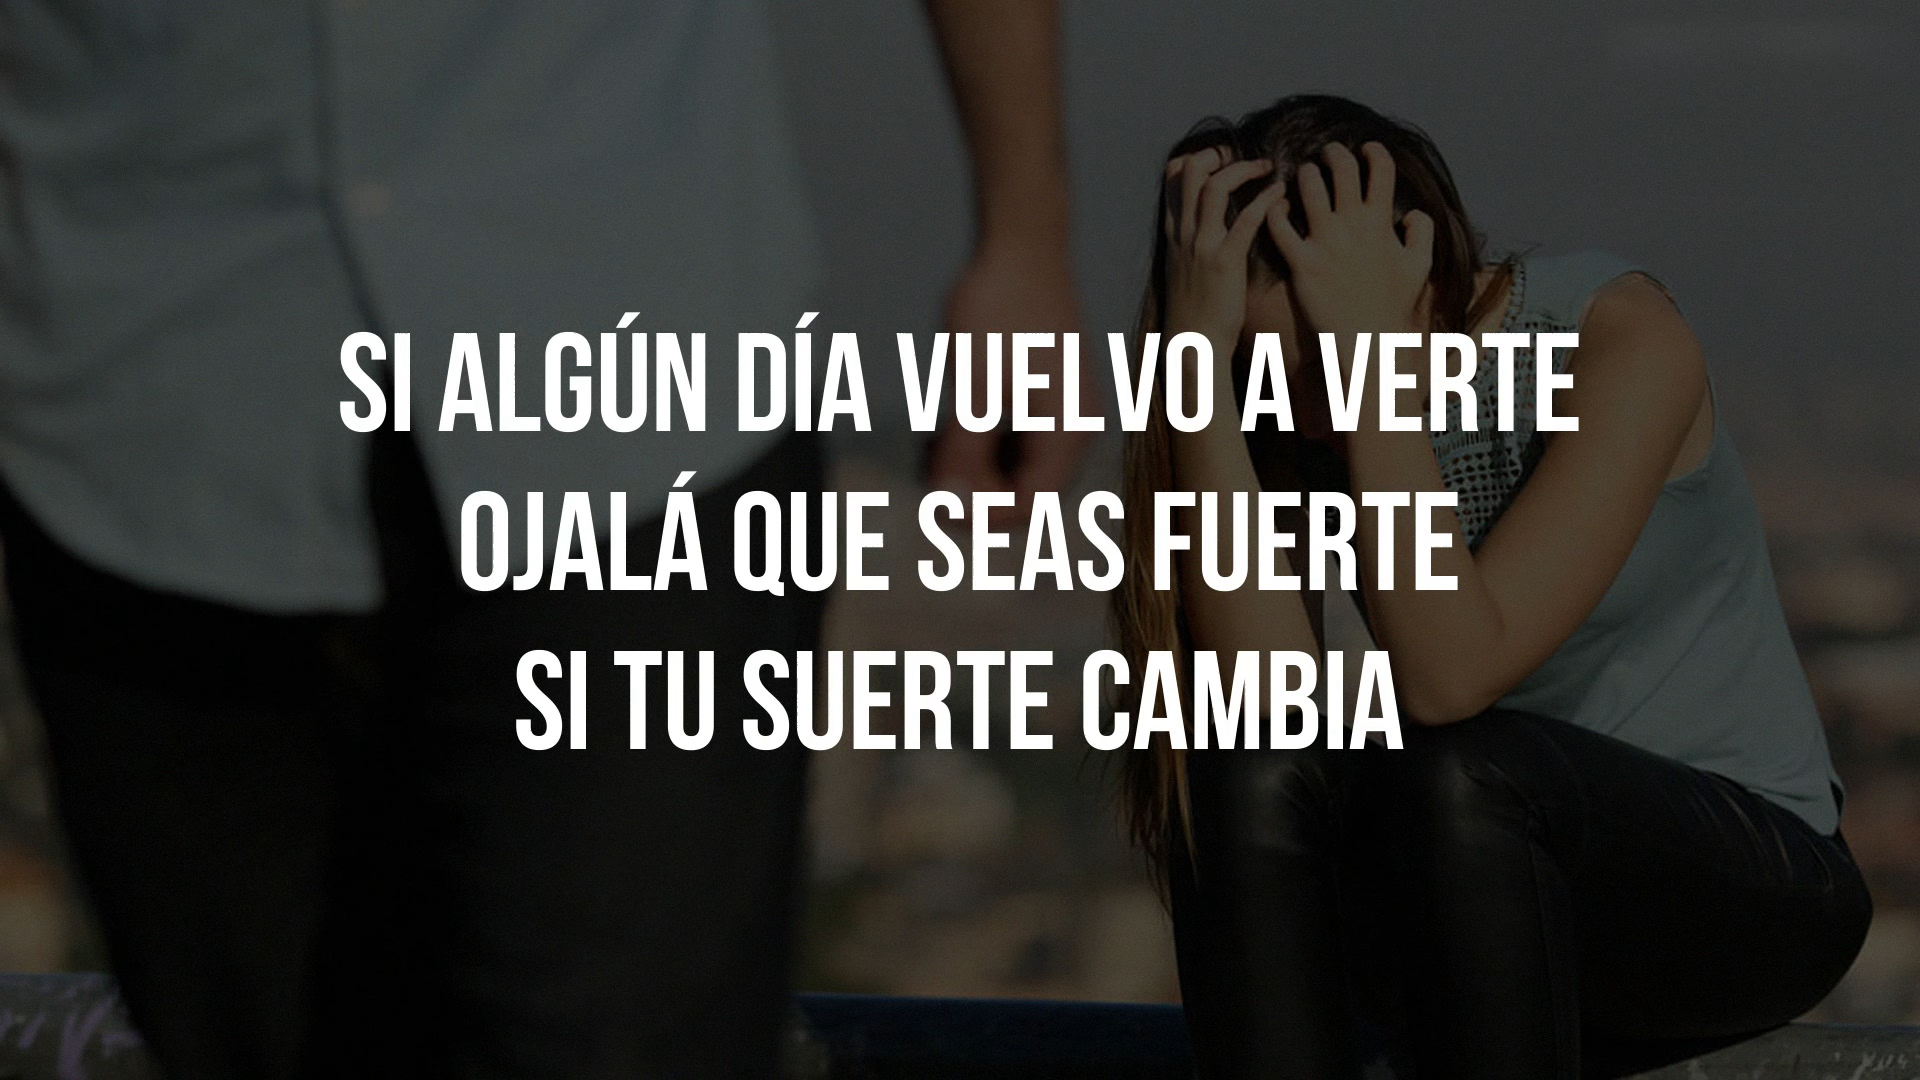 SI ALGÚN DÍA VUELVO A VERTE
OJALÁ QUE SEAS FUERTE
SI TU SUERTE CAMBIA